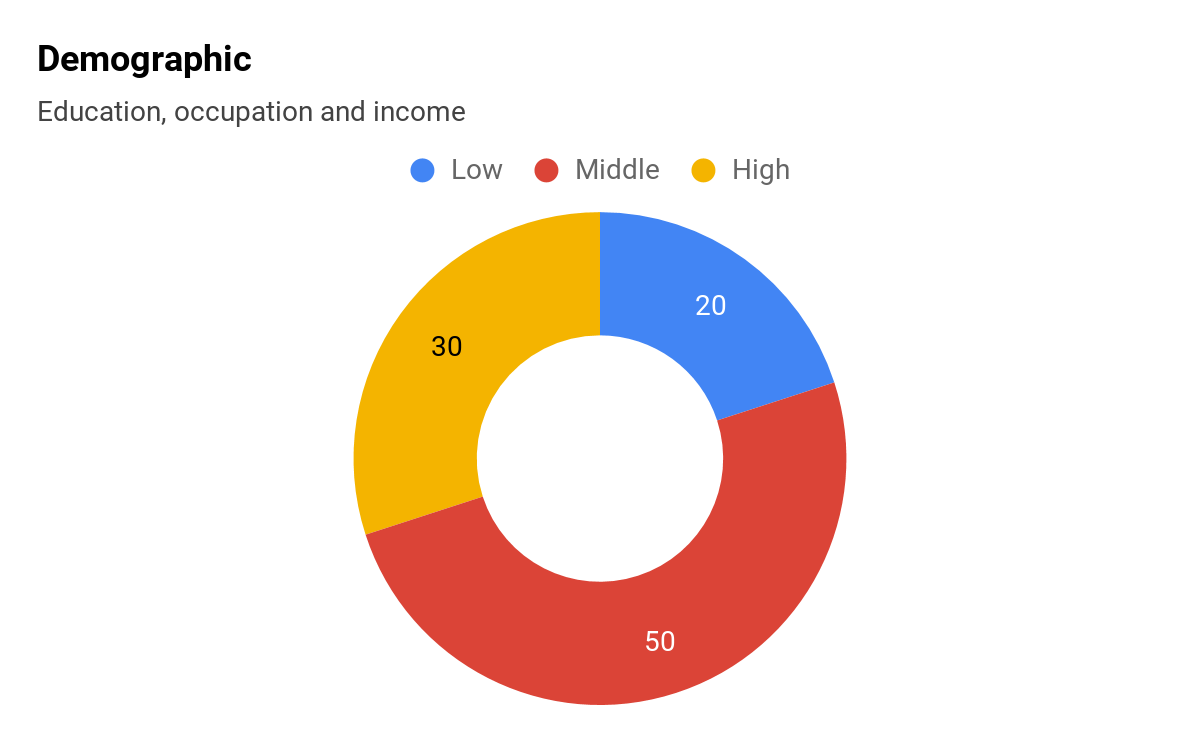 Demographic
Education, occupation and income
Low Middle High
20
30
50